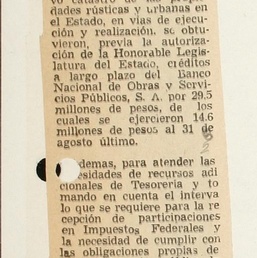 vo catastro de las propie-
dades rústicas y urbanas en
el Estado, en vías de ejecu-
ción y realización. se obtu-
vieron, previa la autoriza-
ción de la Honorable Legis-
latura del Estado, créditos
a largo plazo del Banco
Nacional de Obras y Servi-
cios Públicos, S. A. por 29.5
millones de pesos, de los
cuales se ejercieron 14.6
millones de pesos al 31 de
agosto último.
demas, para atender las
esidades de recursos adi
cionales de Tesorería y to
mando en cuenta el interva
lo que se requiere para la re
cepción de participaciones
en Impuestos Federales y
la necesidad de cumplir con
las obligaciones propias de